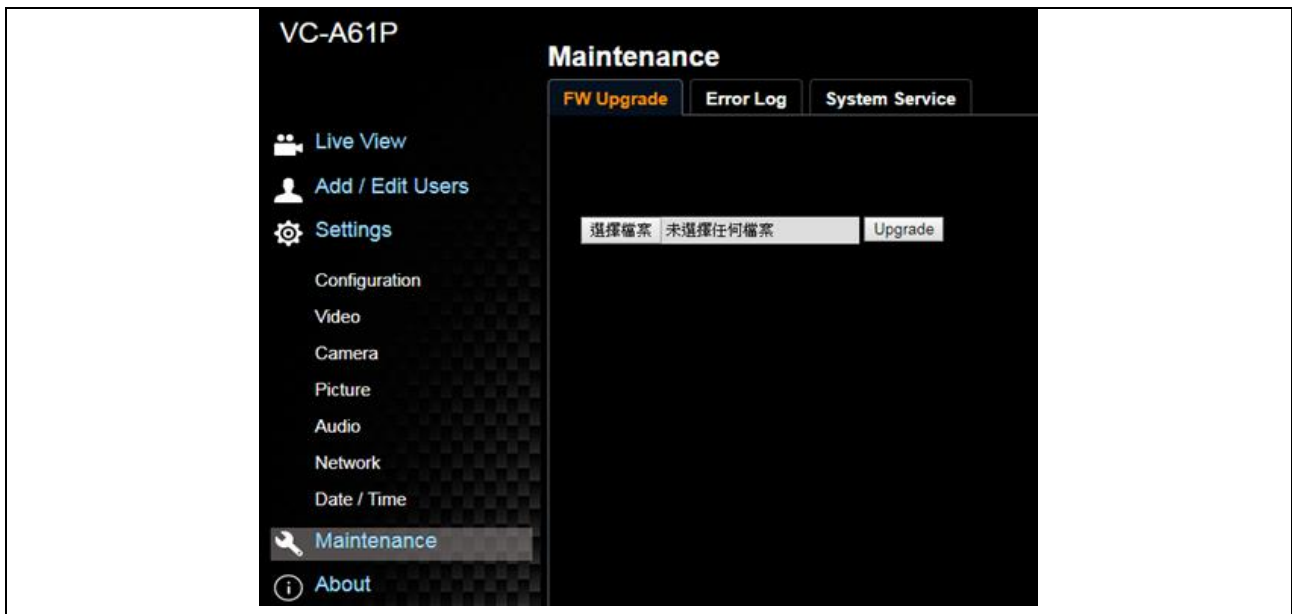 VC-A61P
Maintenance
FW Upgrade Error Log System Service
Live View
Add / Edit Users
Settings
選擇檔案 未選擇任何檔案 Upgrade
Configuration
Video
Camera
Picture
Audio
Network
Date / Time
Maintenance
About